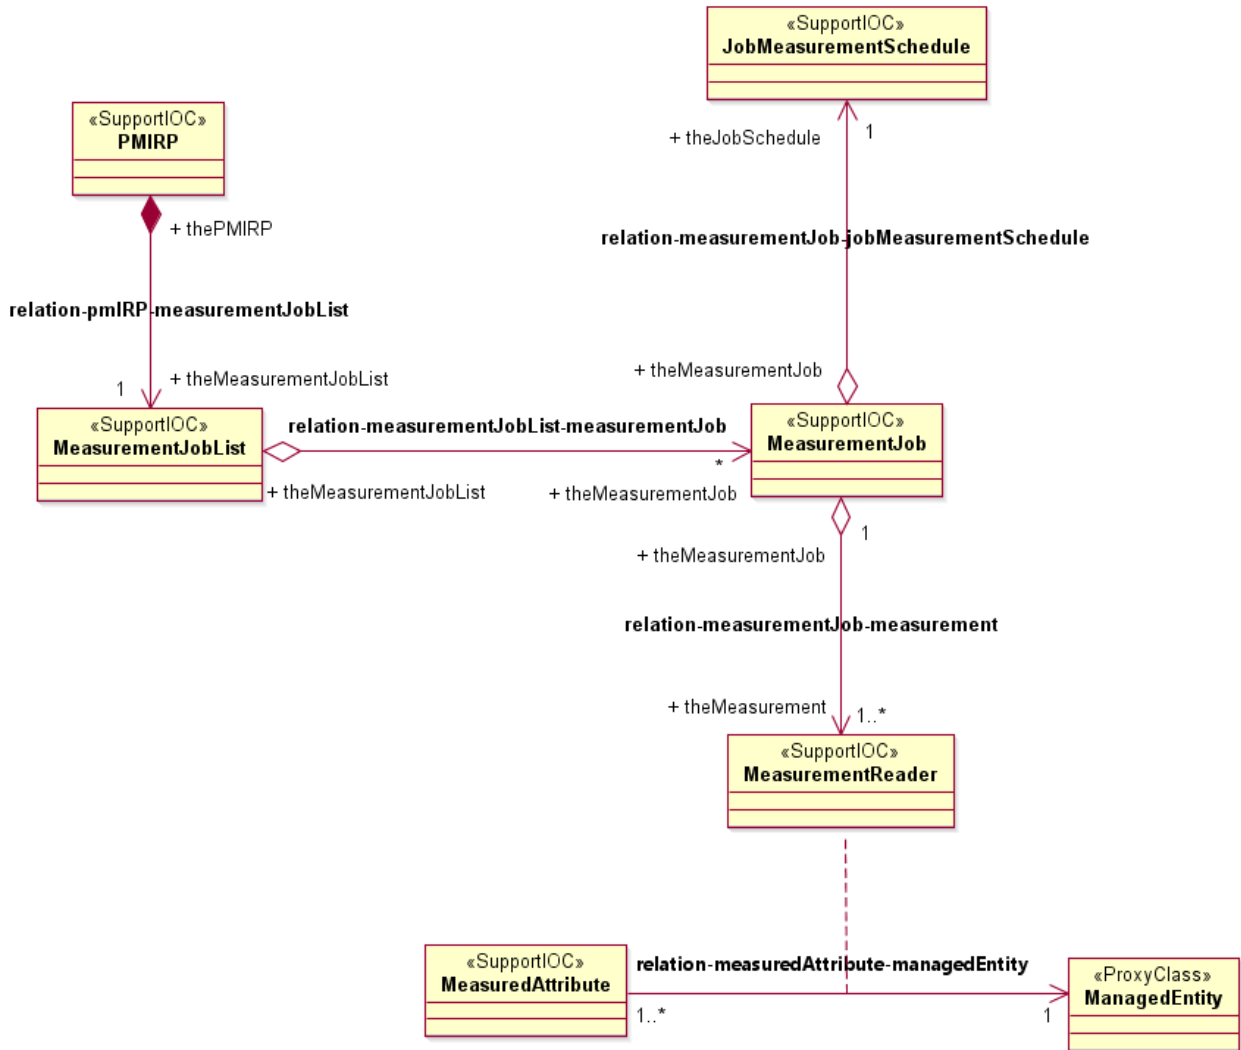 «SupportIOC»
JobMeasurementSchedule
«SupportIOC»
PMIRP
+ theJobSchedule
1
+ thePMIRP
relation-measurementJob-jobMeasurementSchedule
relation-pmIRP-measurementJobList
+ theMeasurementJob
1
+ theMeasurementJobList
«SupportIOC»
MeasurementJobList
relation-measurementJobList-measurementJob
«SupportIOC»
MeasurementJob
*
+ theMeasurementJobList
+ theMeasurementJob
1
+ theMeasurementJob
relation-measurementJob-measurement
+ theMeasurement
1..*
«SupportIOC»
MeasurementReader
«SupportIOC»
MeasuredAttribute
relation-measuredAttribute-managedEntity
«ProxyClass»
ManagedEntity
1..*
1